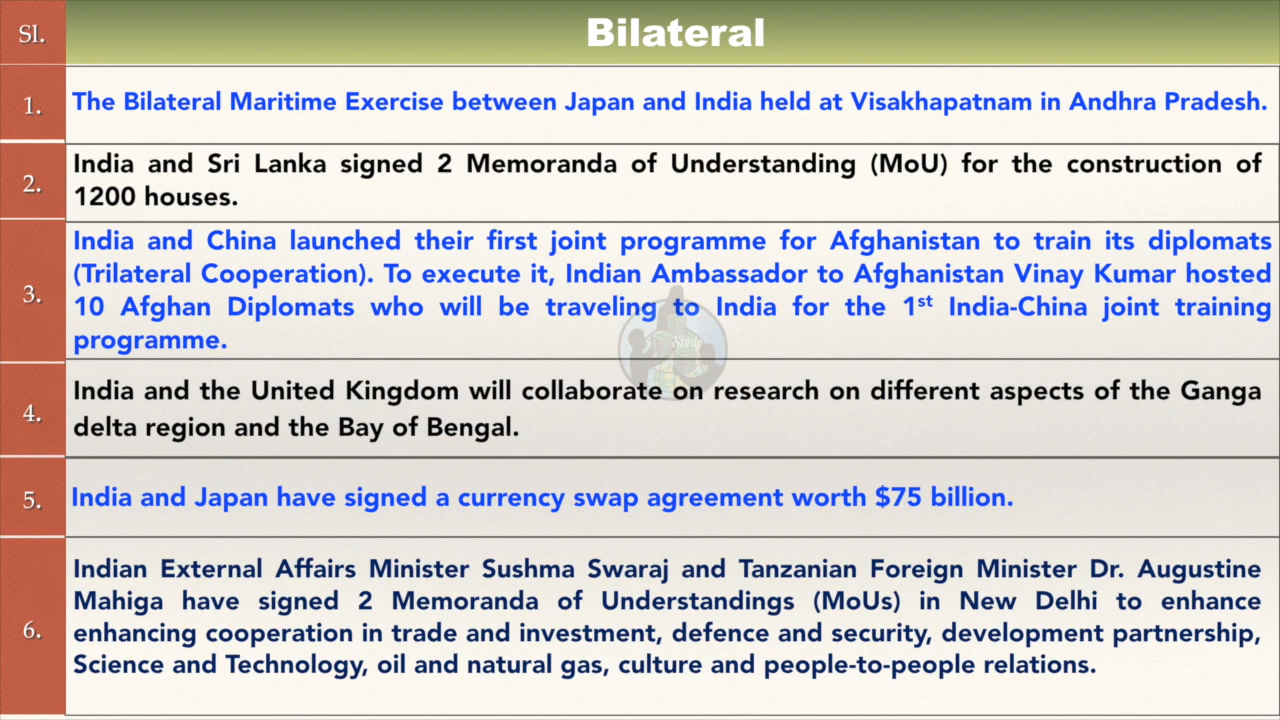 Sl.
Bilateral
1.
The Bilateral Maritime Exercise between Japan and India held at Visakhapatnam in Andhra Pradesh.
2.
India and Sri Lanka signed 2 Memoranda of Understanding (MoU) for the construction of
1200 houses.
3.
India and China launched their first joint programme for Afghanistan to train its diplomats
(Trilateral Cooperation). To execute it, Indian Ambassador to Afghanistan Vinay Kumar hosted
10 Afghan Diplomats who will be traveling to India for the 1st India-China joint training
programme.
Study
4.
India and the United Kingdom will collaborate on research on different aspects of the Ganga
delta region and the Bay of Bengal.
5.
India and Japan have signed a currency swap agreement worth $75 billion.
6.
Indian External Affairs Minister Sushma Swaraj and Tanzanian Foreign Minister Dr. Augustine
Mahiga have signed 2 Memoranda of Understandings (MoUs) in New Delhi to enhance
enhancing cooperation in trade and investment, defence and security, development partnership,
Science and Technology, oil and natural gas, culture and people-to-people relations.